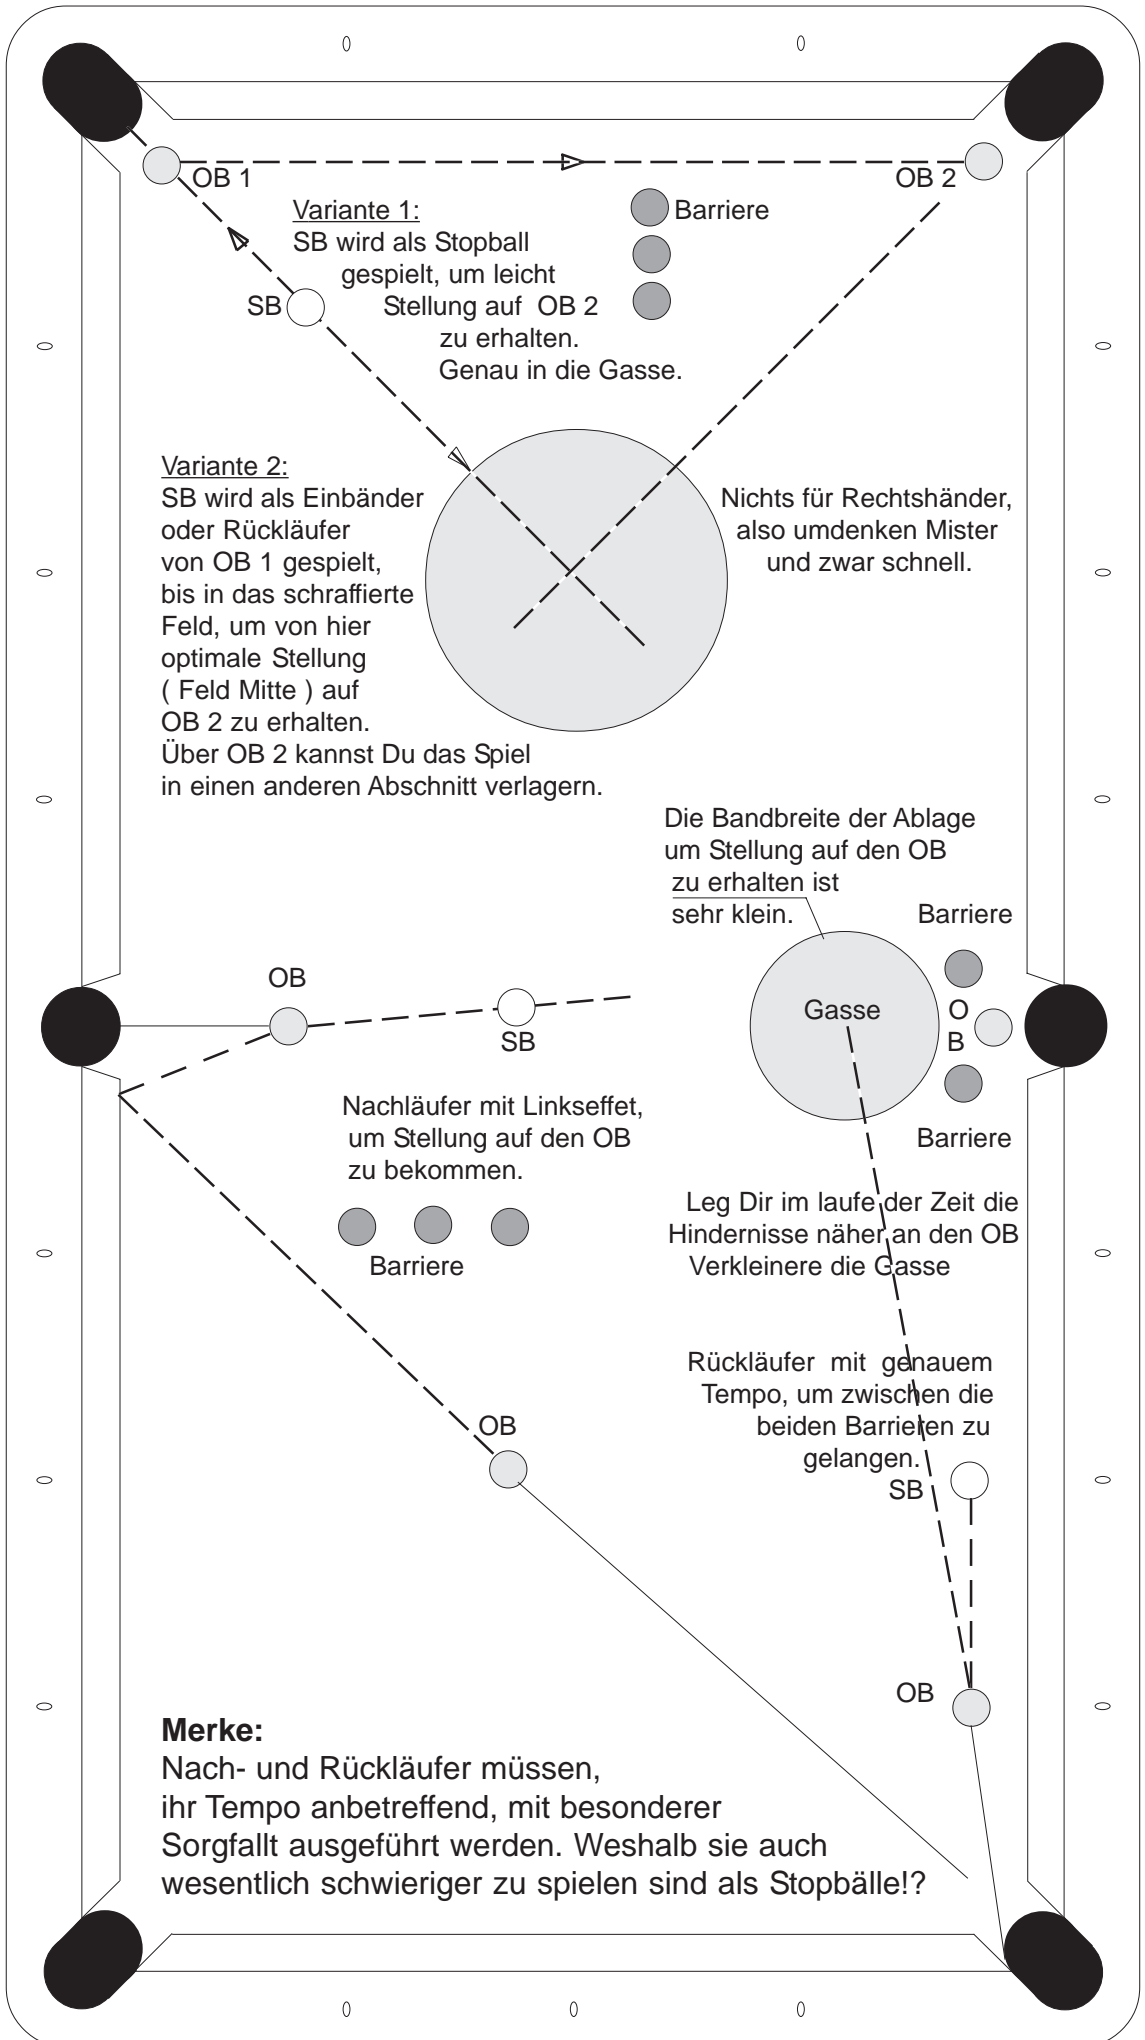 OB 1
OB 2
Variante 1:
SB wird als Stopball
gespielt, um leicht
Stellung auf OB 2
zu erhalten.
Genau in die Gasse.
Barriere
SB
Variante 2:
SB wird als Einbänder
oder Rückläufer
von OB 1 gespielt,
bis in das schraffierte
Feld, um von hier
optimale Stellung
( Feld Mitte ) auf
OB 2 zu erhalten.
Über OB 2 kannst Du das Spiel
in einen anderen Abschnitt verlagern.
Nichts für Rechtshänder,
also umdenken Mister
und zwar schnell.
Die Bandbreite der Ablage
um Stellung auf den OB
zu erhalten ist
sehr klein.
Barriere
OB
SB
Gasse
O
B
Barriere
Nachläufer mit Linkseffet,
um Stellung auf den OB
zu bekommen.
Barriere
Leg Dir im laufe der Zeit die
Hindernisse näher an den OB
Verkleinere die Gasse
Rückläufer mit genauem
Tempo, um zwischen die
beiden Barrieren zu
gelangen.
SB
OB
OB
Merke:
Nach- und Rückläufer müssen,
ihr Tempo anbetreffend, mit besonderer
Sorgfallt ausgeführt werden. Weshalb sie auch
wesentlich schwieriger zu spielen sind als Stopbälle!?